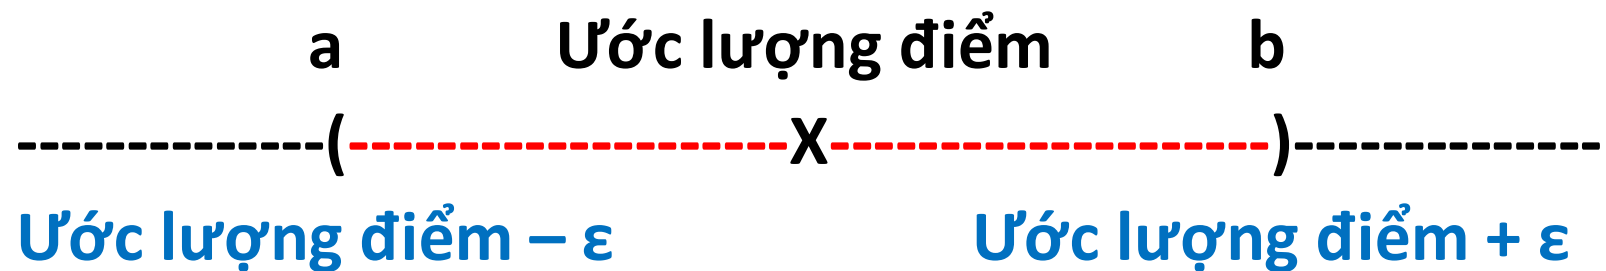 a Ước lượng điểm b
--------------(--------------------X--------------------)--------------
Ước lượng điểm – ε Ước lượng điểm + ε